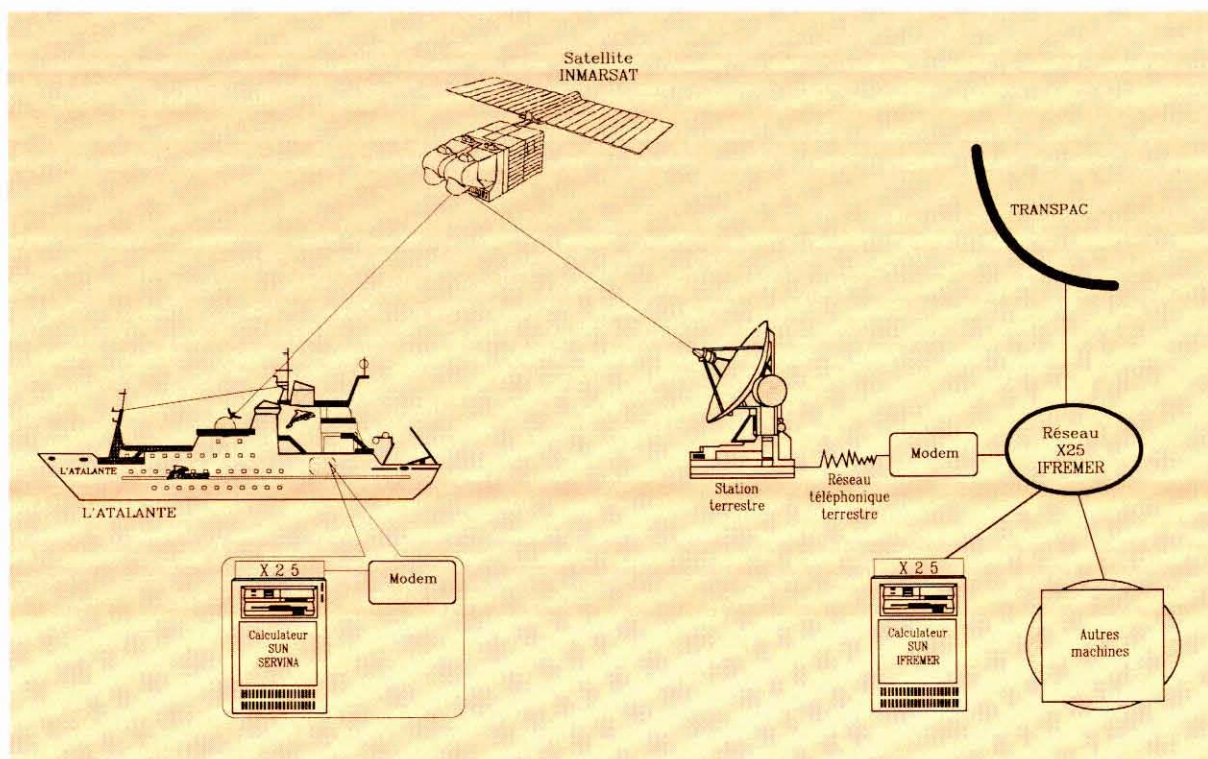 Satellite
INMARSAT
TRANSPAC
L'ATALANTE
L'ATALANTE
Station
terrestre
Réseau
téléphonique
terrestre
Modem
Réseau
X25
IFREMER
X 2 5
Modem
Calculateur
SUN
SERVINA
X 2 5
Calculateur
SUN
IFREMER
Autres
machines